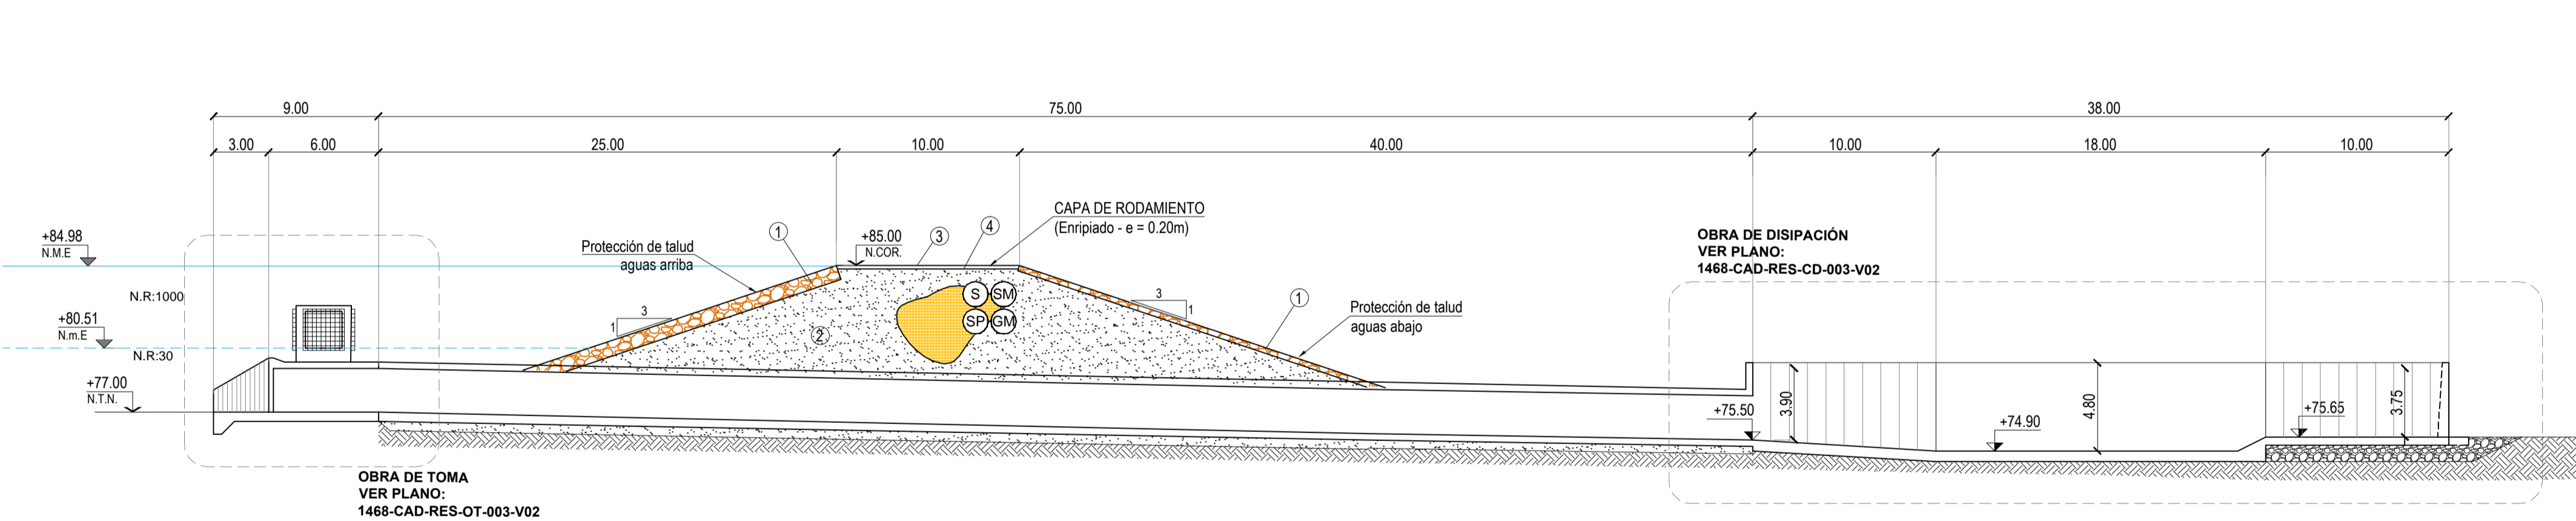 9.00
75.00
38.00
3.00
6.00
25.00
10.00
40.00
10.00
18.00
10.00
CAPA DE RODAMIENTO
(Enripiado - e = 0.20m)
+84.98
N.M.E
N.R:1000
+80.51
N.m.E
N.R:30
+77.00
N.T.N.
Protección de talud
aguas arriba
1
+85.00
N.COR.
3
4
3
1
2
S
SM
SP
GM
3
1
1
Protección de talud
aguas abajo
OBRA DE DISIPACIÓN
VER PLANO:
1468-CAD-RES-CD-003-V02
+75.50
3.90
+74.90
4.80
+75.65
3.75
OBRA DE TOMA
VER PLANO:
1468-CAD-RES-OT-003-V02